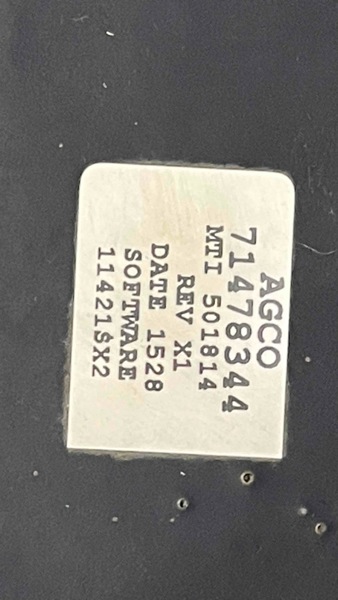 AGCO
71478344
MTI 501814
REV X1
DATE 1528
SOFTWARE
11421$X2